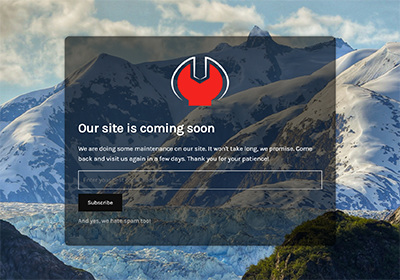 Our site is coming soon
We are doing some maintenance on our site. It won't take long, we promise. Come
back and visit us again in a few days. Thank you for your patience!
Subscribe
And yes, we hate spam too!